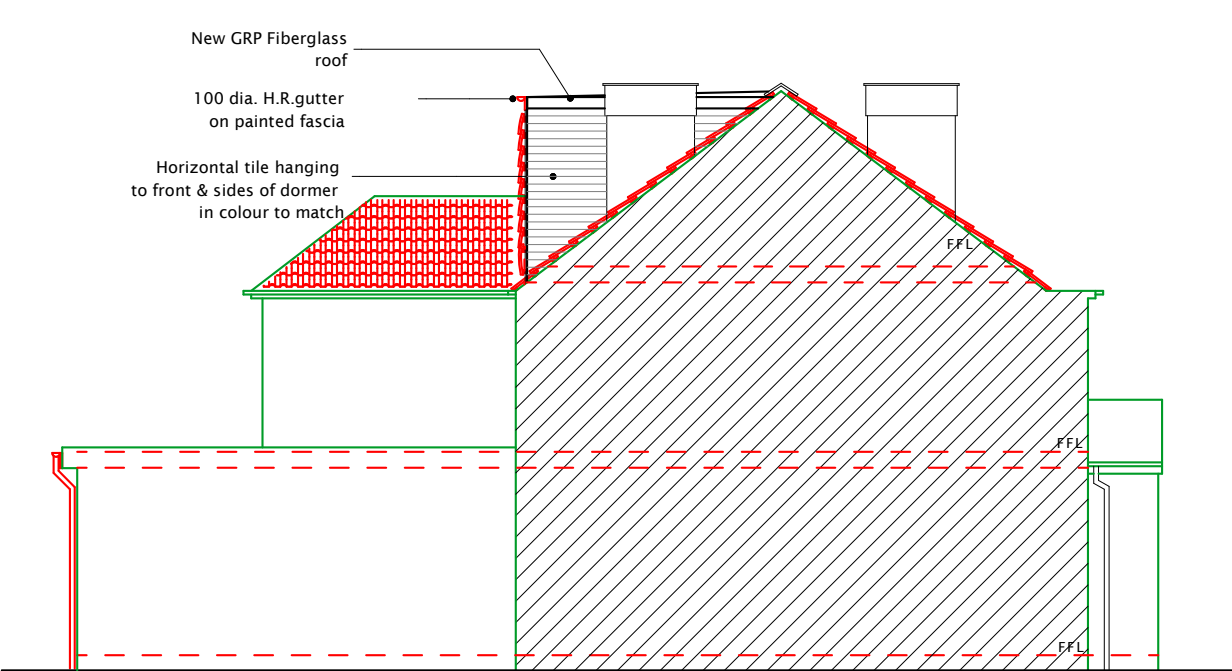 New GRP Fiberglass
roof
100 dia. H.R.gutter
on painted fascia
Horizontal tile hanging
to front & sides of dormer
in colour to match
FFL
FFL
FFL